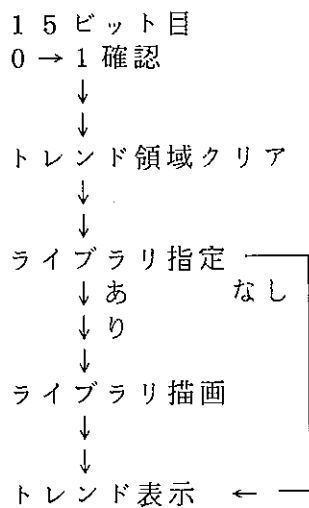 15ビット目
0→1確認
↓
↓
トレンド領域クリア
↓
↓
ライブラリ指定
↓あ なし
↓り
↓
ライブラリ描画
↓
↓
トレンド表示 ←